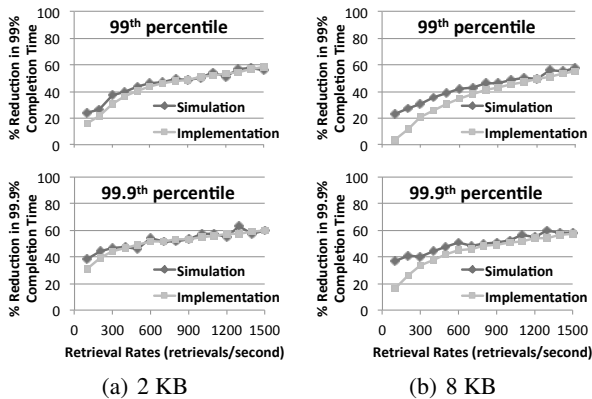 % Reduction in 99%
Completion Time
100
80
60
40
20
0
99th percentile
Simulation
Implementation
% Reduction in 99%
Completion Time
100
80
60
40
20
0
99th percentile
Simulation
Implementation
% Reduction in 99.9%
Completion Time
100
80
60
40
20
0
99.9th percentile
Simulation
Implementation
0 300 600 900 1200 1500
Retrieval Rates (retrievals/second)
% Reduction in 99.9%
Completion Time
100
80
60
40
20
0
99.9th percentile
Simulation
Implementation
0 300 600 900 1200 1500
Retrieval Rates (retrievals/second)
(a) 2 KB
(b) 8 KB